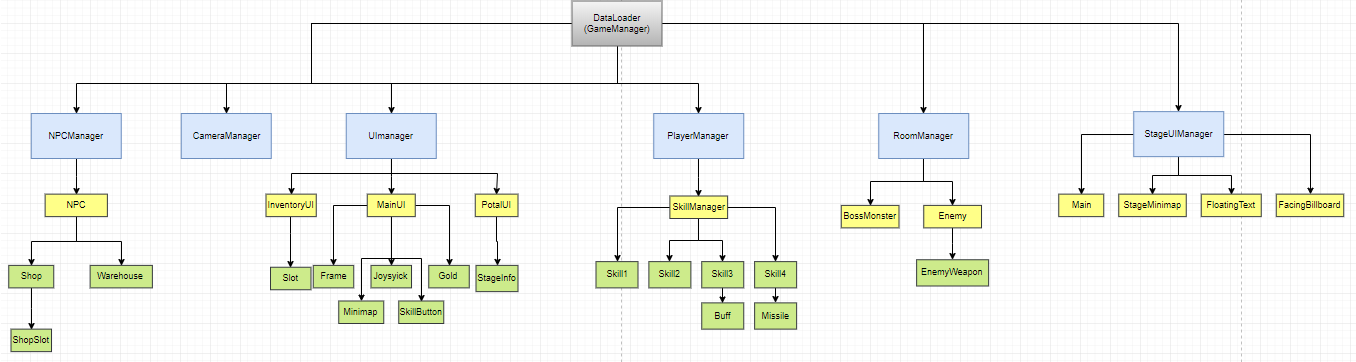 DataLoader
(GameManager)
NPCManager
CameraManager
UImanager
PlayerManager
RoomManager
StageUIManager
NPC
InventoryUI
MainUI
PotalUI
SkillManager
BossMonster
Enemy
Main
StageMinimap
FloatingText
FacingBillboard
Shop
Warehouse
Slot
Frame
Joysyick
Gold
StageInfo
Skill1
Skill2
Skill3
Skill4
EnemyWeapon
Minimap
SkillButton
Buff
Missile
ShopSlot